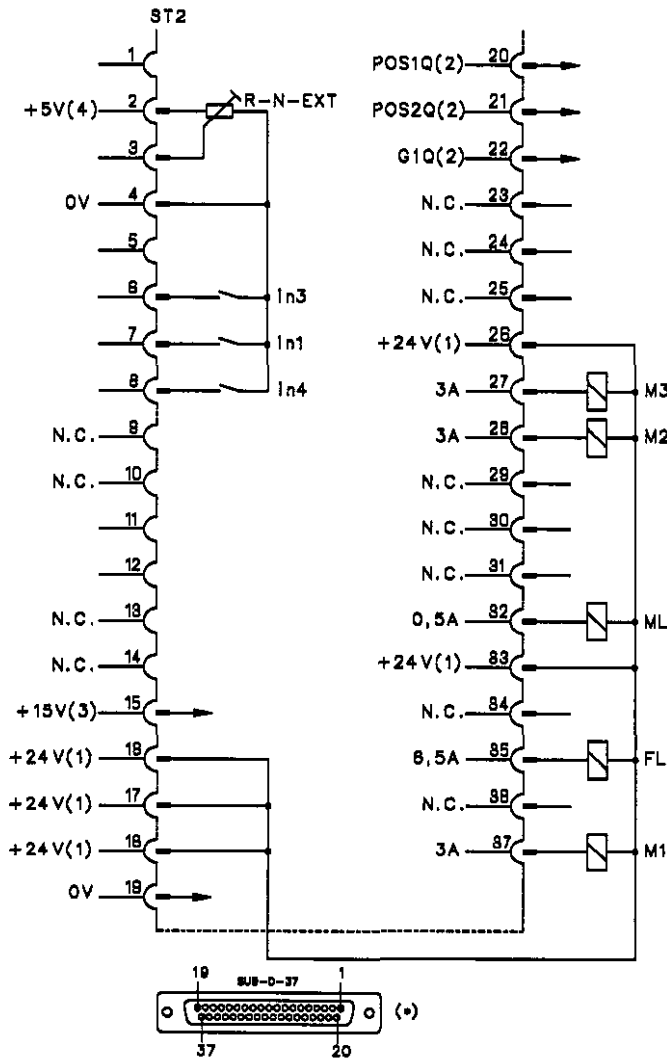 ST2
1
+5V(4) 2 R-N-EXT
3
0V 4
5
6 In3
7 In1
8 In4
N.C. 9
N.C. 10
11
12
N.C. 13
N.C. 14
+15V(3) 15
+24V(1) 16
+24V(1) 17
+24V(1) 18
0V 19
POS1Q(2) 20
POS2Q(2) 21
G1Q(2) 22
N.C. 23
N.C. 24
N.C. 25
+24V(1) 26
3A 27 M3
3A 28 M2
N.C. 29
N.C. 30
N.C. 31
0,5A 32 ML
+24V(1) 33
N.C. 34
6,5A 35 FL
N.C. 36
3A 37 M1
19 SUB-D-37 1
(*)
37 20